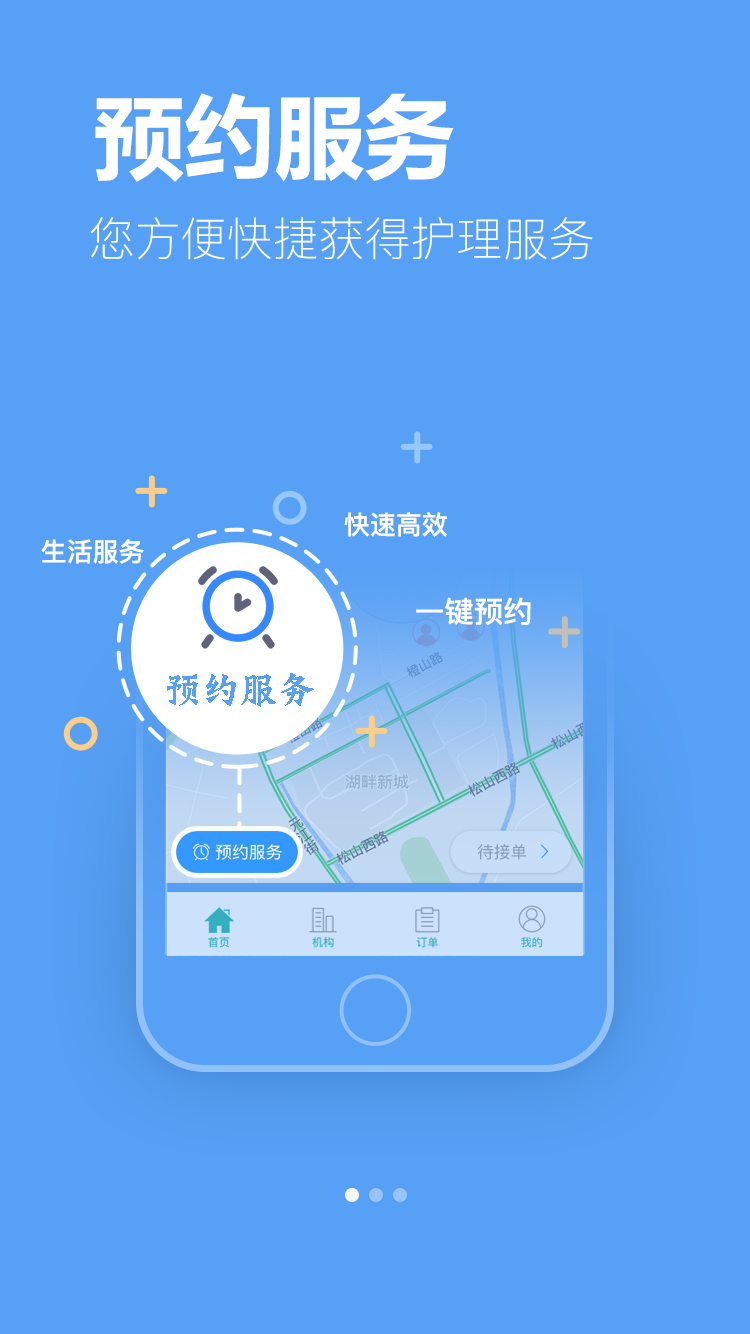 预约服务
您方便快捷获得护理服务
快速高效
生活服务
一键预约
橙山路
预约服务
松山路
松山西
松山西路
湖畔新城
松山西路
预约服务
待接单
首页
机构
订单
我的